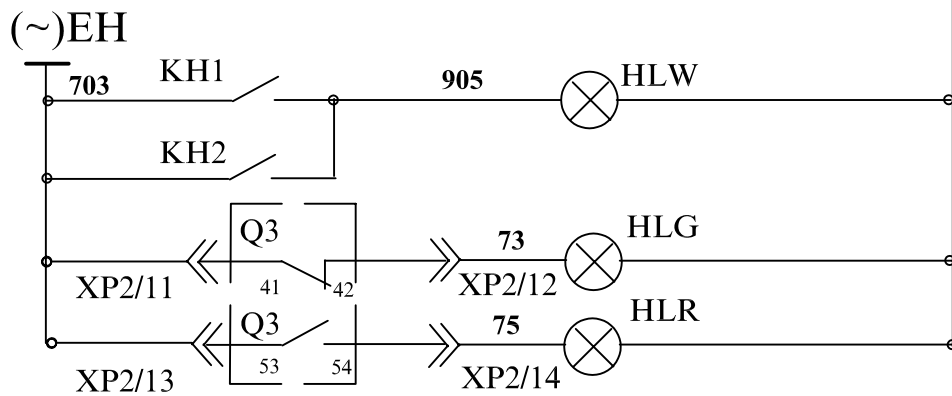 (~)EH
703
KH1
905
HLW
KH2
Q3
73
HLG
XP2/11
41
42
XP2/12
Q3
75
HLR
XP2/13
53
54
XP2/14